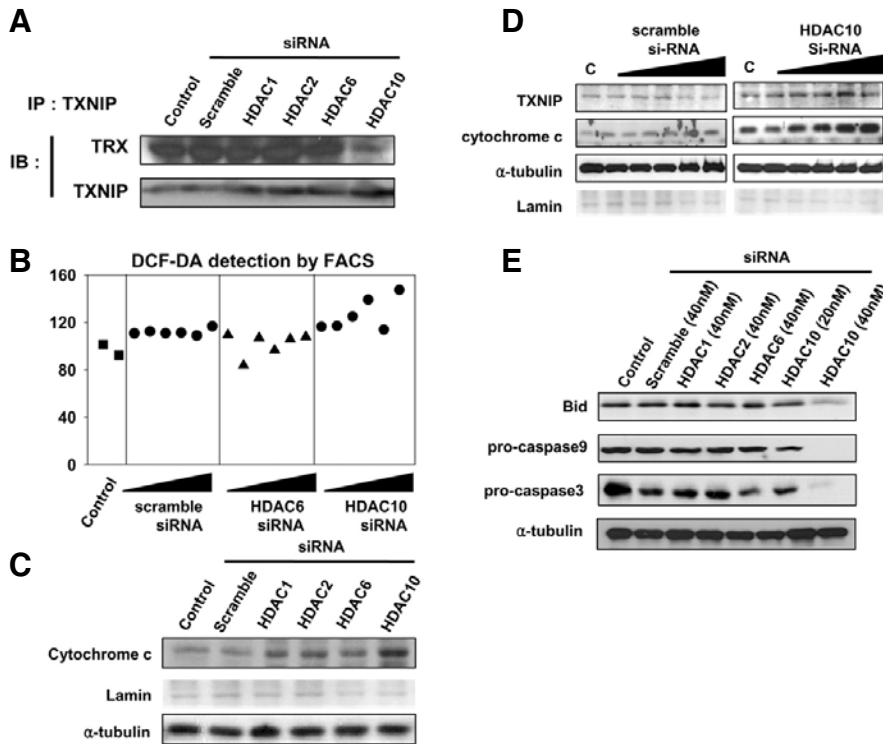 A
siRNA
Control
Scramble
HDAC1
HDAC2
HDAC6
HDAC10
IP : TXNIP
IB :
TRX
TXNIP
B
DCF-DA detection by FACS
160
120
80
40
0
Control
scramble
siRNA
HDAC6
siRNA
HDAC10
siRNA
C
siRNA
Control
Scramble
HDAC1
HDAC2
HDAC6
HDAC10
Cytochrome c
Lamin
α-tubulin
D
scramble
si-RNA
HDAC10
Si-RNA
C
C
TXNIP
cytochrome c
α-tubulin
Lamin
E
siRNA
Control
Scramble (40nM)
HDAC1 (40nM)
HDAC2 (40nM)
HDAC6 (40nM)
HDAC10 (20nM)
HDAC10 (40nM)
Bid
pro-caspase9
pro-caspase3
α-tubulin